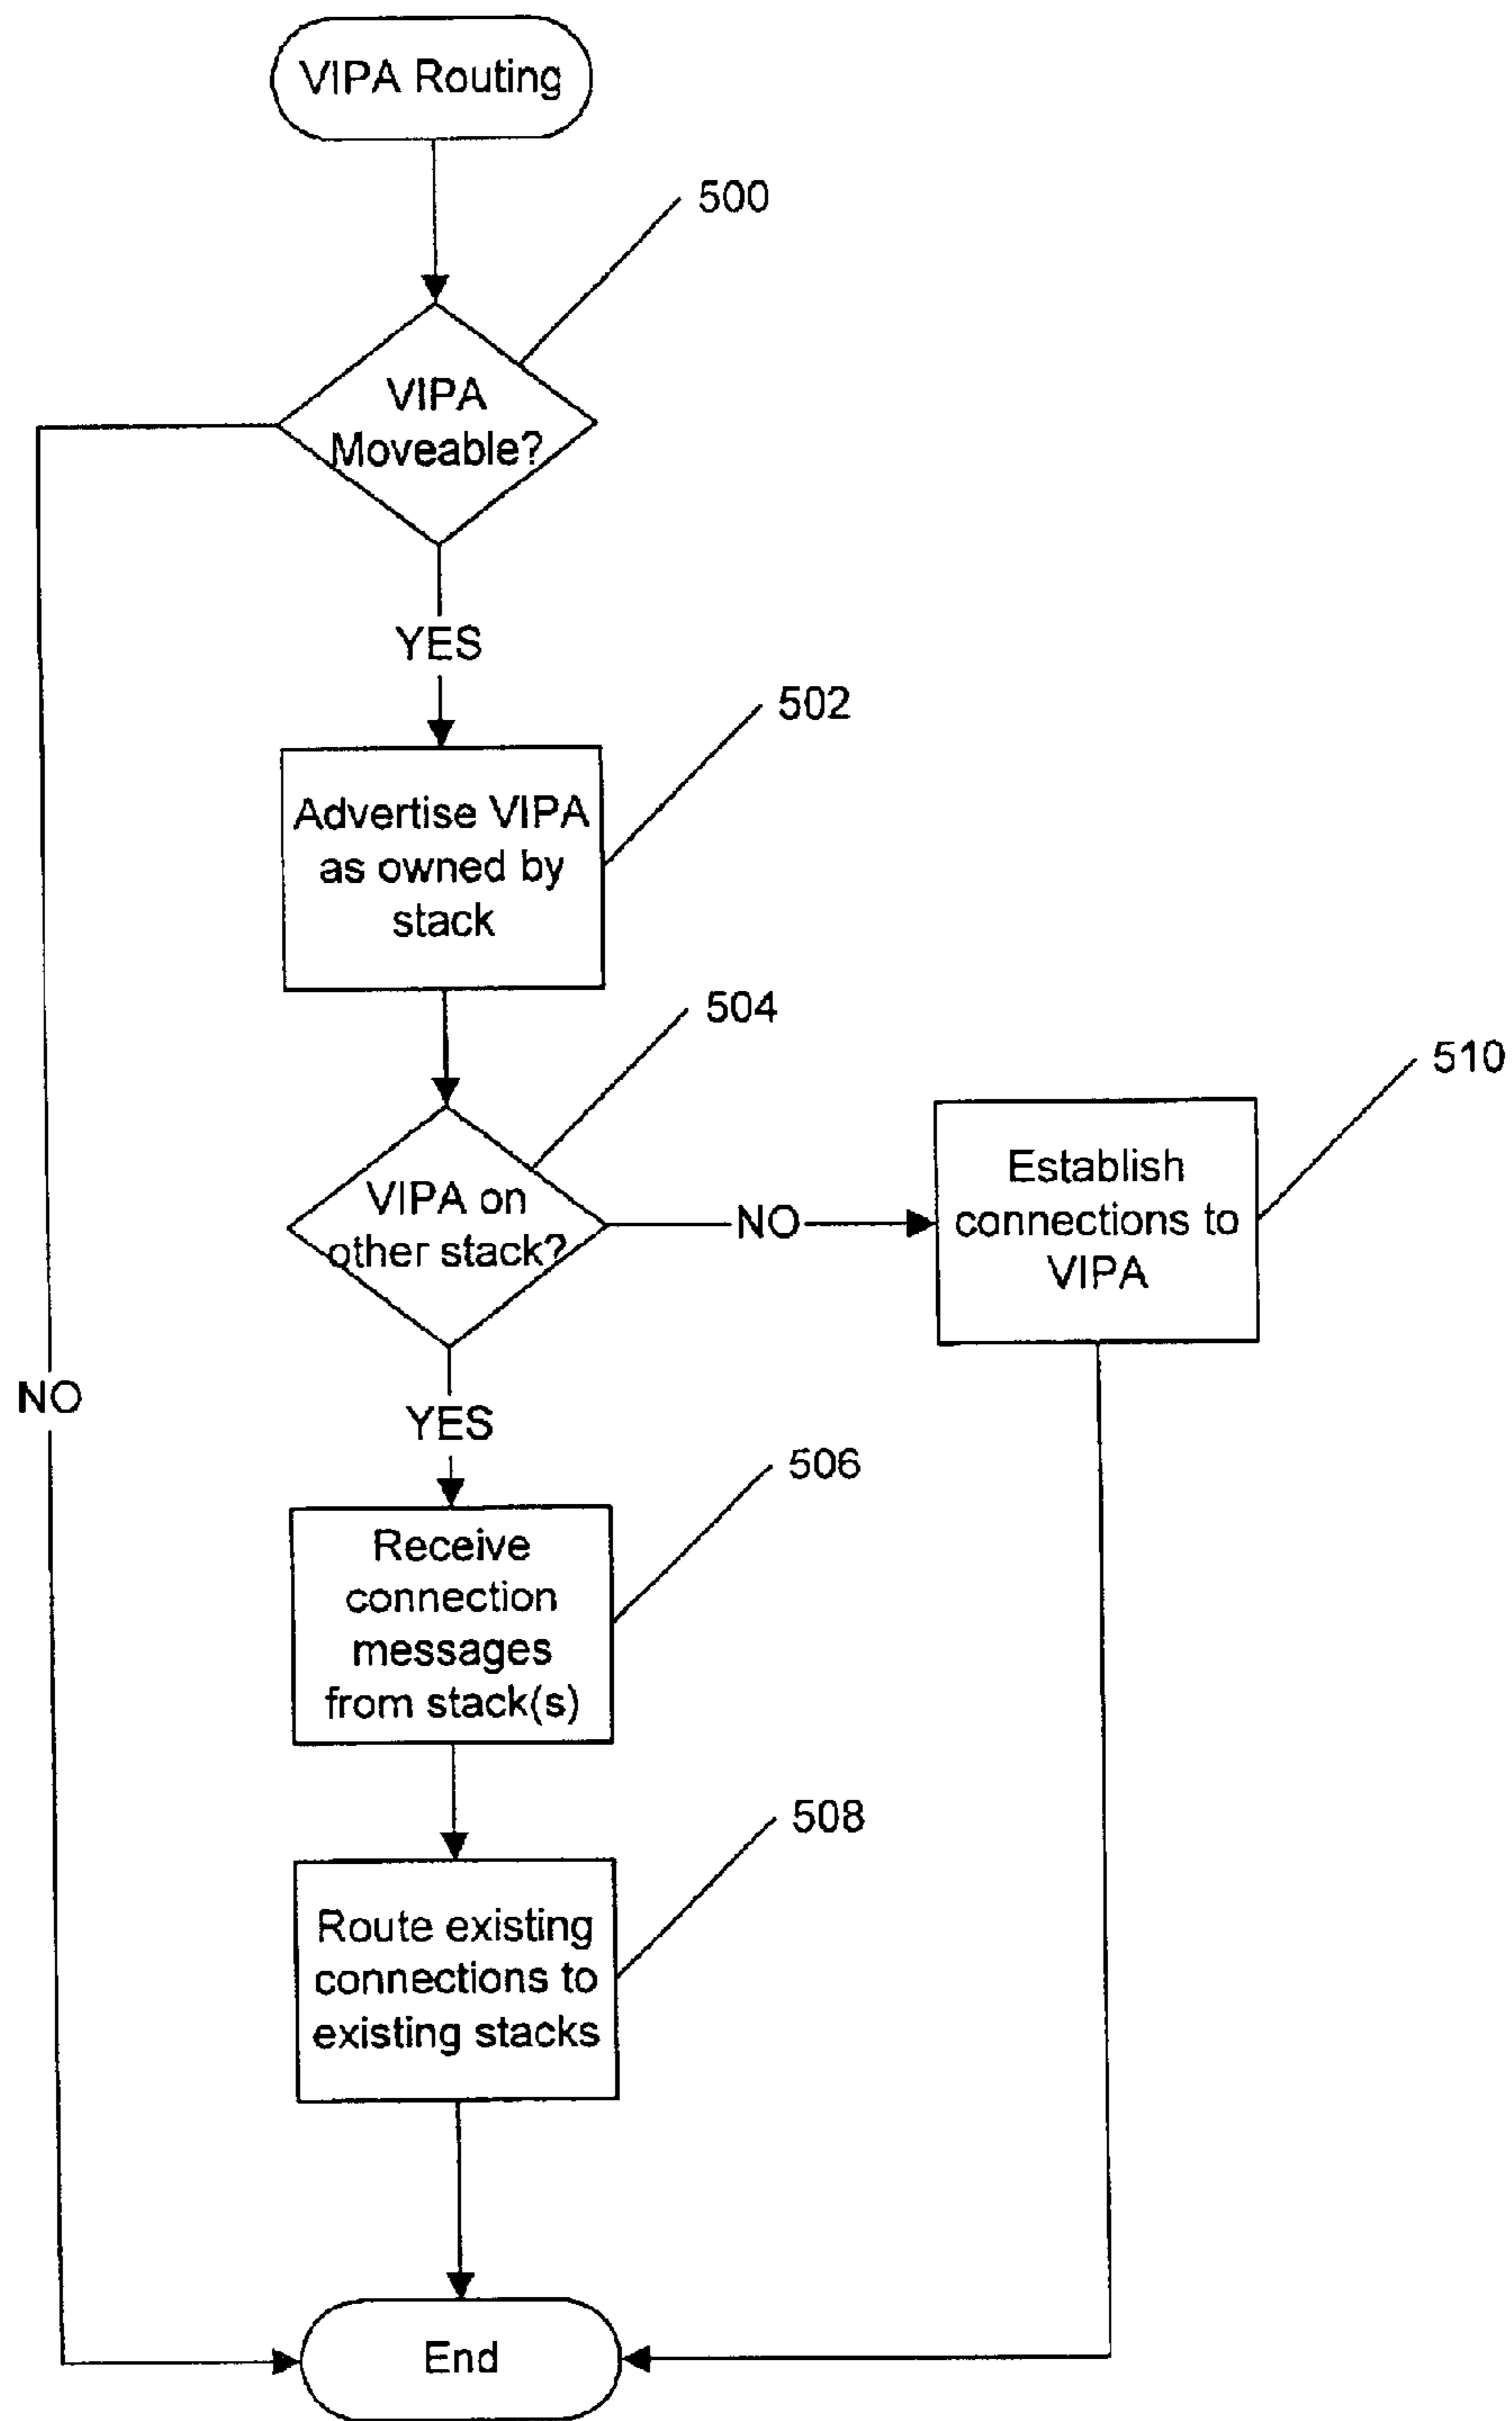 VIPA Routing
500
VIPA
Moveable?
YES
502
Advertise VIPA
as owned by
stack
504
510
VIPA on
other stack?
NO
Establish
connections to
VIPA
NO
YES
506
Receive
connection
messages
from stack(s)
508
Route existing
connections to
existing stacks
End